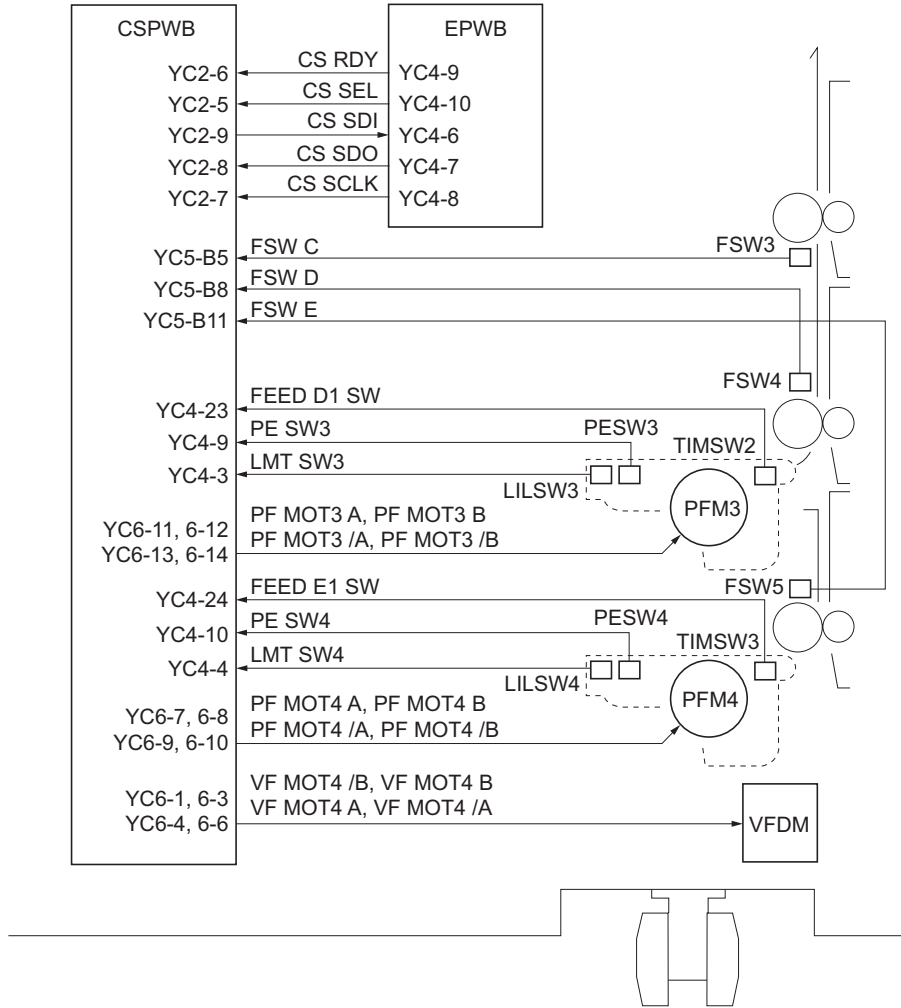 CSPWB
EPWB
YC2-6 CS RDY YC4-9
YC2-5 CS SEL YC4-10
YC2-9 CS SDI YC4-6
YC2-8 CS SDO YC4-7
YC2-7 CS SCLK YC4-8
YC5-B5 FSW C FSW3
YC5-B8 FSW D
YC5-B11 FSW E
FSW4
YC4-23 FEED D1 SW
YC4-9 PE SW3 PESW3 TIMSW2
YC4-3 LMT SW3
LILSW3
PFM3
YC6-11, 6-12 PF MOT3 A, PF MOT3 B
YC6-13, 6-14 PF MOT3 /A, PF MOT3 /B
YC4-24 FEED E1 SW FSW5
YC4-10 PE SW4 PESW4 TIMSW3
YC4-4 LMT SW4
LILSW4
PFM4
YC6-7, 6-8 PF MOT4 A, PF MOT4 B
YC6-9, 6-10 PF MOT4 /A, PF MOT4 /B
YC6-1, 6-3 VF MOT4 /B, VF MOT4 B
YC6-4, 6-6 VF MOT4 A, VF MOT4 /A
VFDM